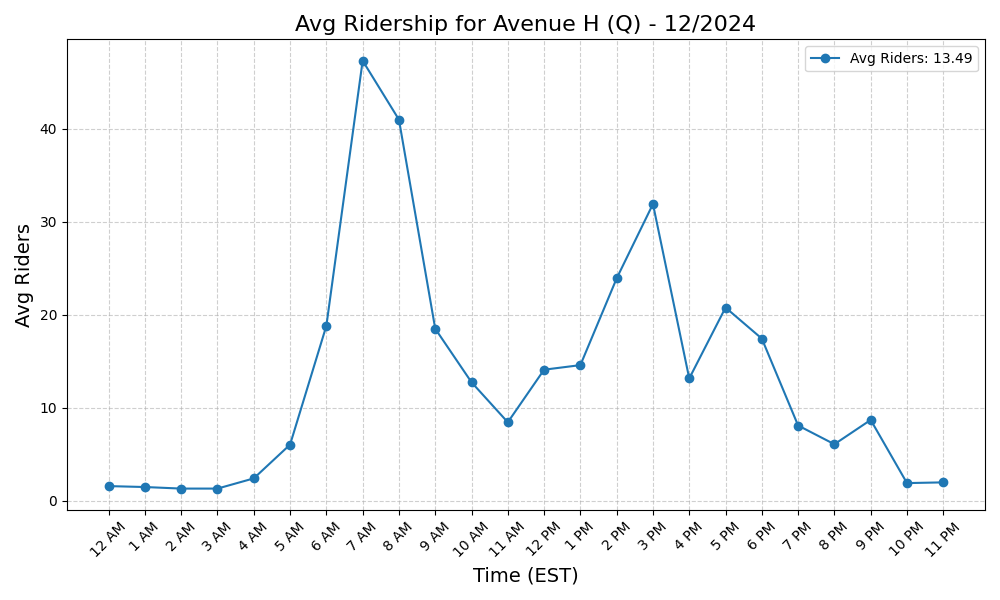 Avg Ridership for Avenue H (Q) - 12/2024
Avg Riders: 13.49
Avg Riders
40
30
20
10
0
12 AM
1 AM
2 AM
3 AM
4 AM
5 AM
6 AM
7 AM
8 AM
9 AM
10 AM
11 AM
12 PM
1 PM
2 PM
3 PM
4 PM
5 PM
6 PM
7 PM
8 PM
9 PM
10 PM
11 PM
Time (EST)